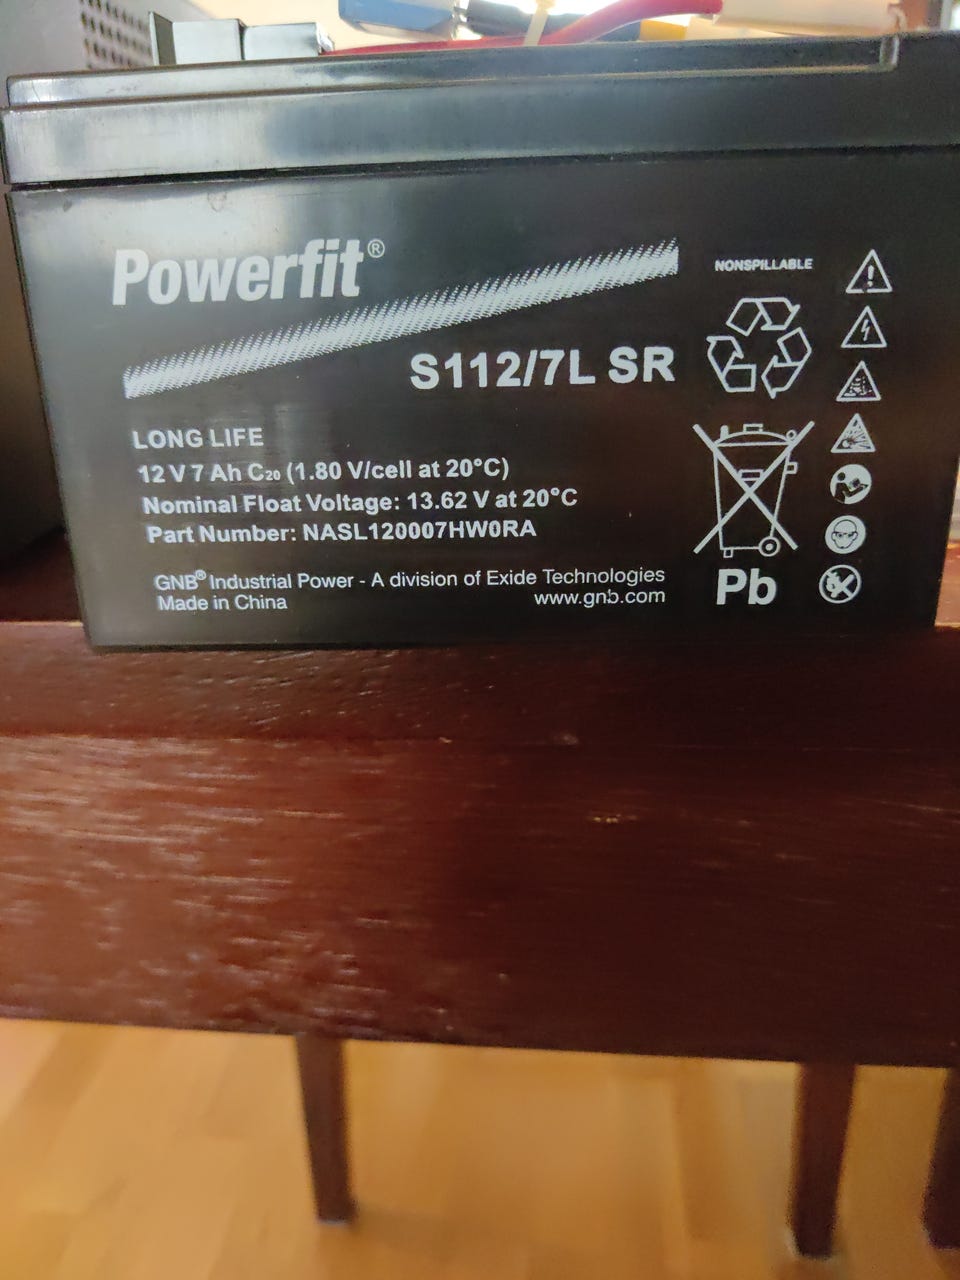 Powerfit®
NONSPILLABLE
S112/7L SR
LONG LIFE
12 V 7 Ah C₂₀ (1.80 V/cell at 20°C)
Nominal Float Voltage: 13.62 V at 20°C
Part Number: NASL120007HW0RA
GNB® Industrial Power - A division of Exide Technologies
Made in China
www.gnb.com
Pb